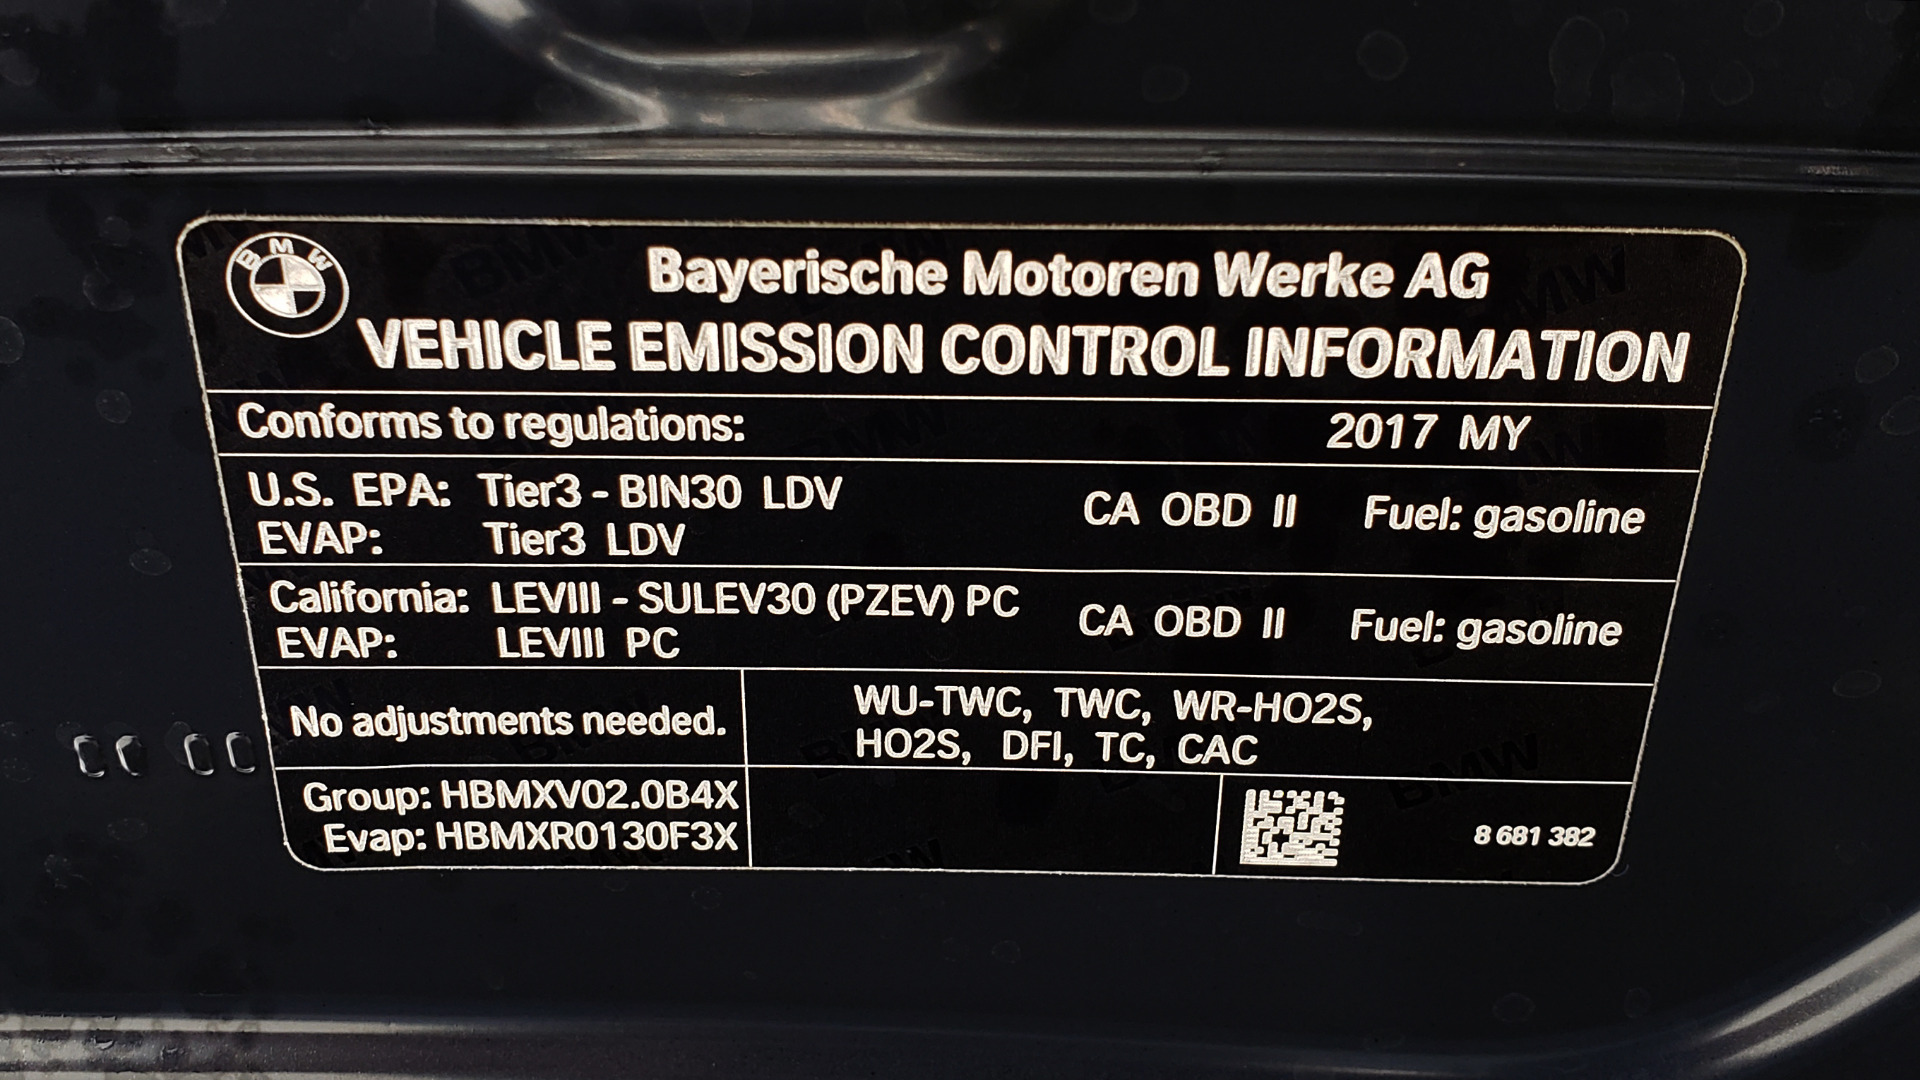 BMW
Bayerische Motoren Werke AG
VEHICLE EMISSION CONTROL INFORMATION
Conforms to regulations: 2017 MY
U.S. EPA: Tier3 - BIN30 LDV CA OBD II Fuel: gasoline
EVAP: Tier3 LDV
California: LEVIII - SULEV30 (PZEV) PC CA OBD II Fuel: gasoline
EVAP: LEVIII PC
No adjustments needed.
WU-TWC, TWC, WR-HO2S,
HO2S, DFI, TC, CAC
Group: HBMXV02.0B4X
Evap: HBMXR0130F3X
8 681 382